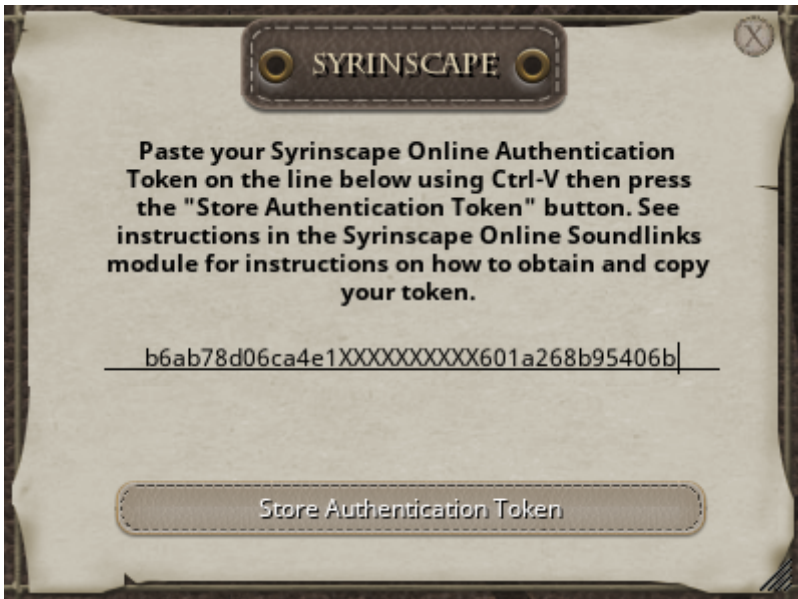 SYRINSCAPE
X
Paste your Syrinscape Online Authentication
Token on the line below using Ctrl-V then press
the "Store Authentication Token" button. See
instructions in the Syrinscape Online Soundlinks
module for instructions on how to obtain and copy
your token.
b6ab78d06ca4e1XXXXXXXXXX601a268b95406b
Store Authentication Token